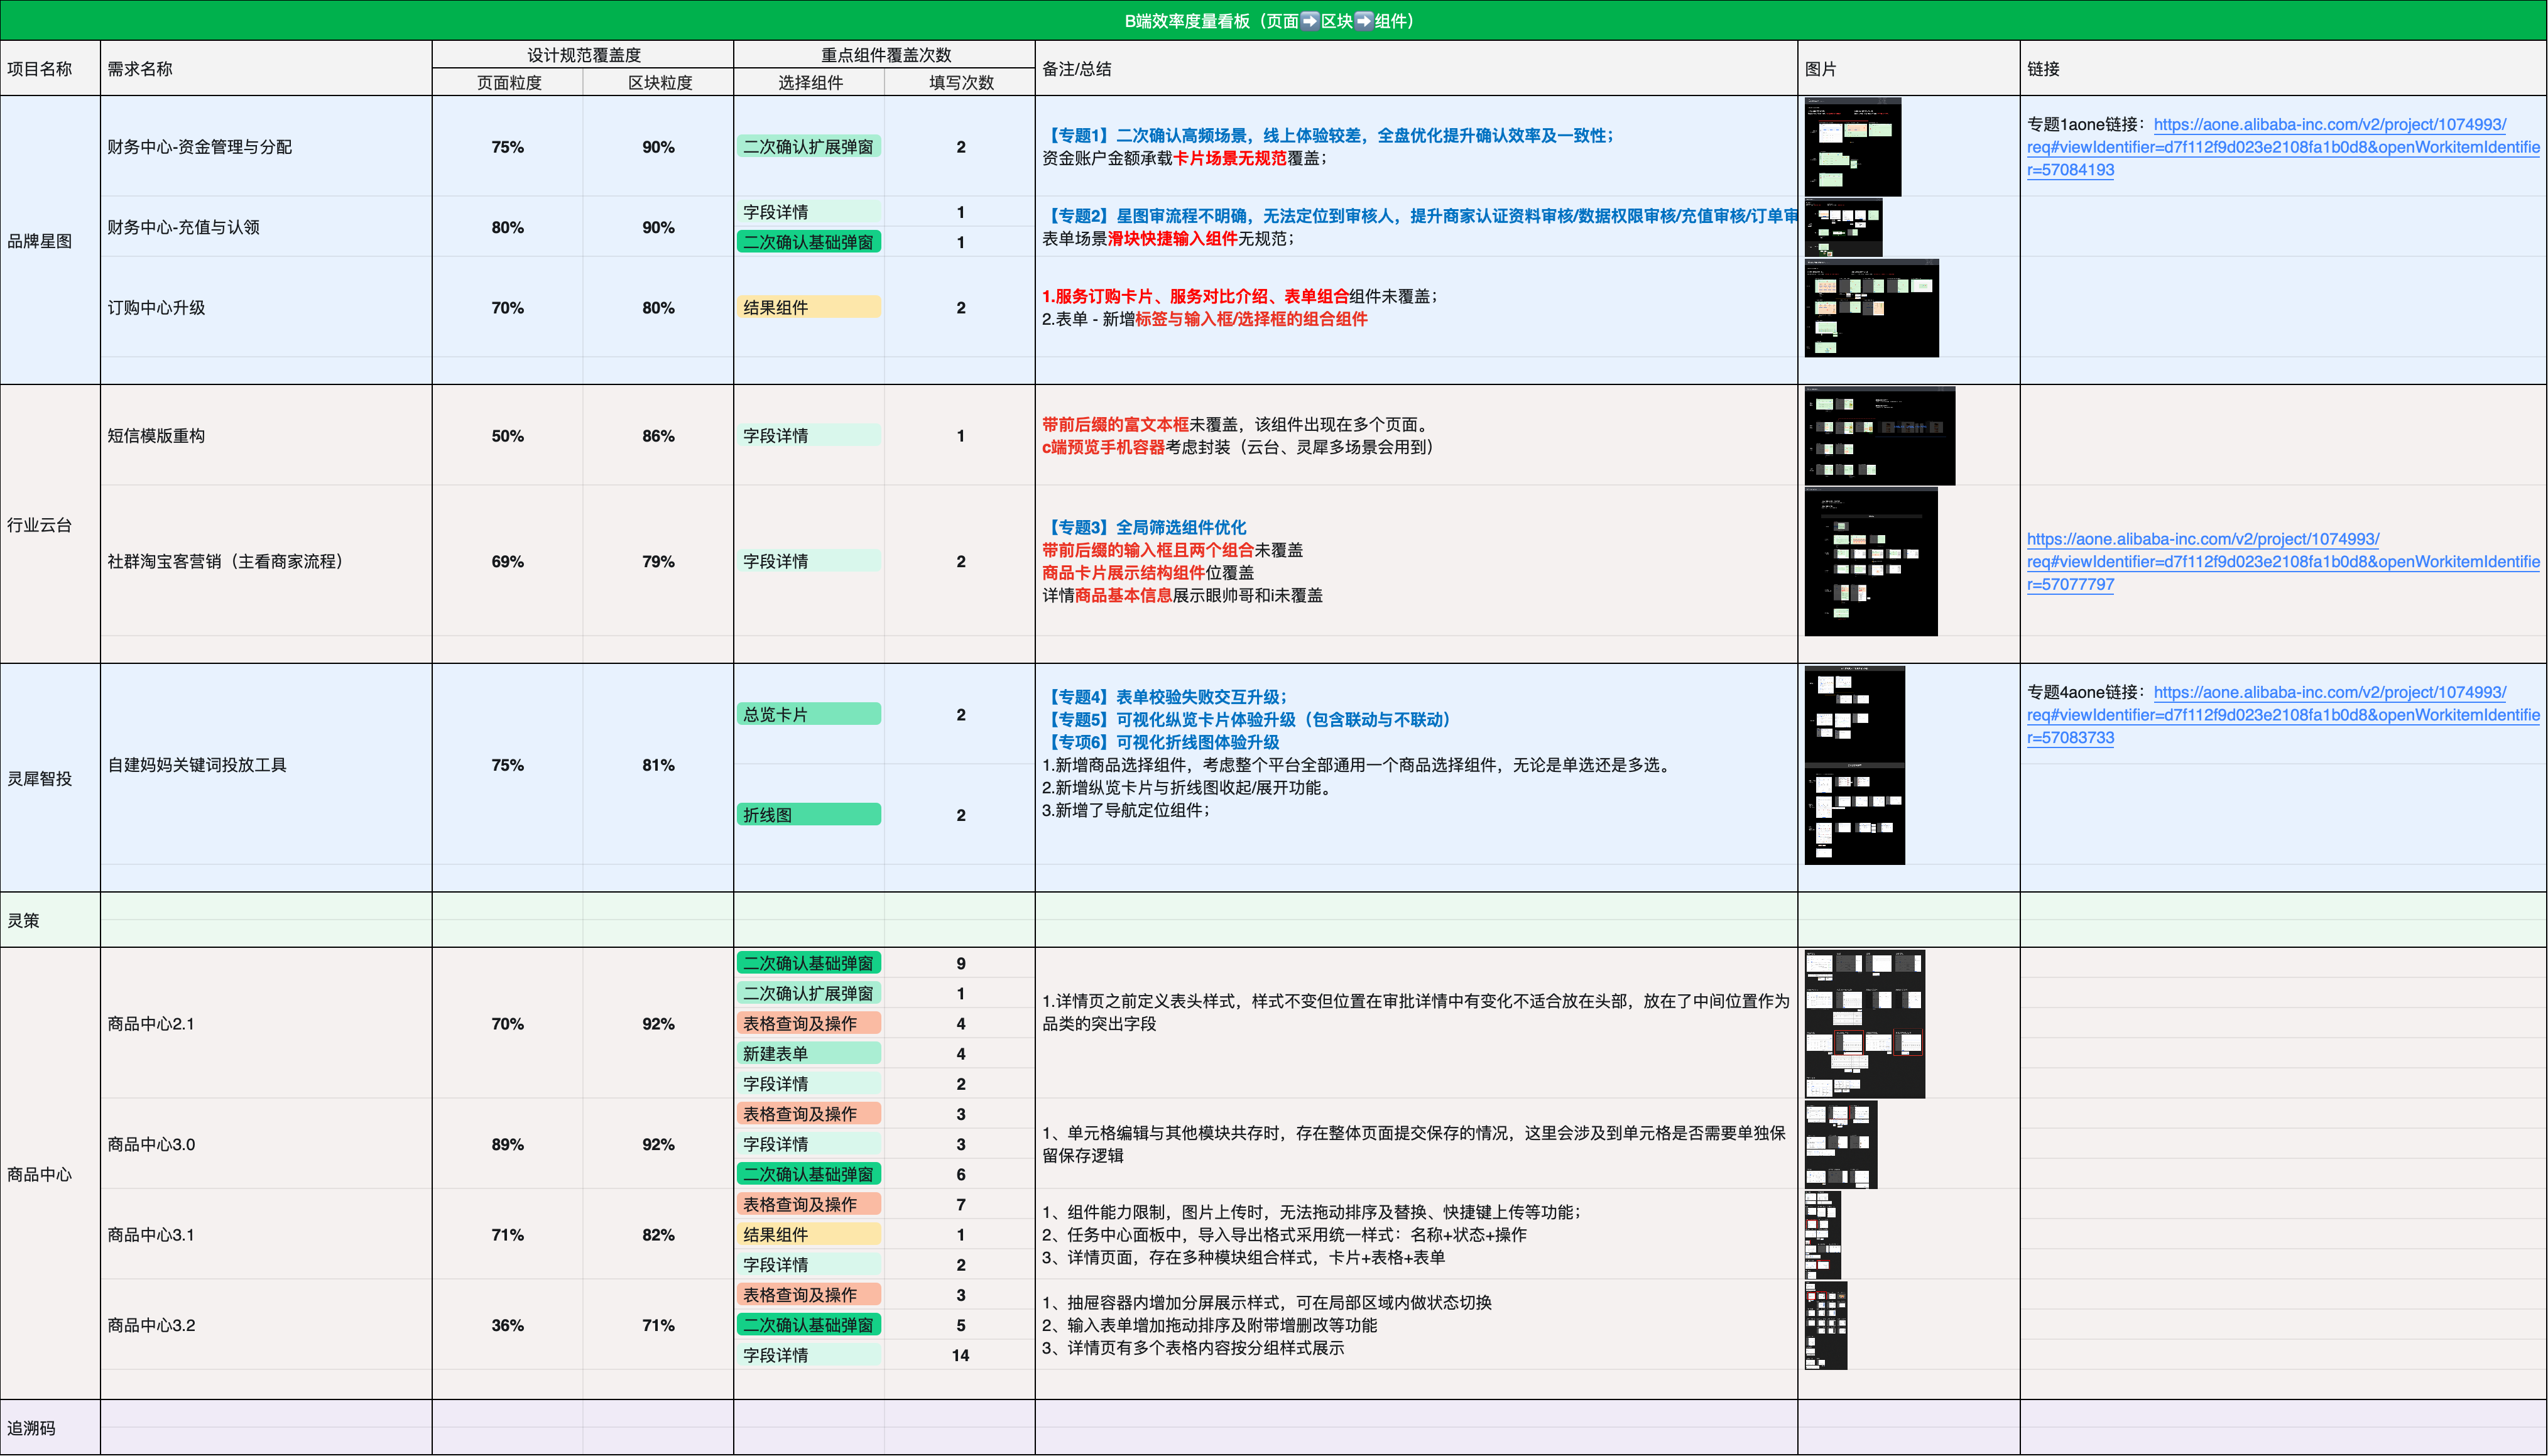 B端效率度量看板（页面➡️区块➡️组件）
项目名称
需求名称
设计规范覆盖度
重点组件覆盖次数
备注/总结
图片
链接
页面粒度
区块粒度
选择组件
填写次数
品牌星图
财务中心-资金管理与分配
75%
90%
二次确认扩展弹窗
2
【专题1】二次确认高频场景，线上体验较差，全盘优化提升确认效率及一致性；
资金账户金额承载卡片场景无规范覆盖；
专题1aone链接：https://aone.alibaba-inc.com/v2/project/1074993/
req#viewIdentifier=d7f112f9d023e2108fa1b0d8&openWorkitemIdentifie
r=57084193
财务中心-充值与认领
80%
90%
字段详情
1
二次确认基础弹窗
1
【专题2】星图审流程不明确，无法定位到审核人，提升商家认证资料审核/数据权限审核/充值审核/订单审
表单场景滑块快捷输入组件无规范；
订购中心升级
70%
80%
结果组件
2
1.服务订购卡片、服务对比介绍、表单组合组件未覆盖；
2.表单 - 新增标签与输入框/选择框的组合组件
行业云台
短信模版重构
50%
86%
字段详情
1
带前后缀的富文本框未覆盖，该组件出现在多个页面。
c端预览手机容器考虑封装（云台、灵犀多场景会用到）
社群淘宝客营销（主看商家流程）
69%
79%
字段详情
2
【专题3】全局筛选组件优化
带前后缀的输入框且两个组合未覆盖
商品卡片展示结构组件位覆盖
详情商品基本信息展示眼帅哥和i未覆盖
https://aone.alibaba-inc.com/v2/project/1074993/
req#viewIdentifier=d7f112f9d023e2108fa1b0d8&openWorkitemIdentifie
r=57077797
灵犀智投
自建妈妈关键词投放工具
75%
81%
总览卡片
2
折线图
2
【专题4】表单校验失败交互升级；
【专题5】可视化纵览卡片体验升级（包含联动与不联动）
【专项6】可视化折线图体验升级
1.新增商品选择组件，考虑整个平台全部通用一个商品选择组件，无论是单选还是多选。
2.新增纵览卡片与折线图收起/展开功能。
3.新增了导航定位组件；
专题4aone链接：https://aone.alibaba-inc.com/v2/project/1074993/
req#viewIdentifier=d7f112f9d023e2108fa1b0d8&openWorkitemIdentifie
r=57083733
灵策
商品中心
商品中心2.1
70%
92%
二次确认基础弹窗
9
二次确认扩展弹窗
1
表格查询及操作
4
新建表单
4
字段详情
2
1.详情页之前定义表头样式，样式不变但位置在审批详情中有变化不适合放在头部，放在了中间位置作为
品类的突出字段
商品中心3.0
89%
92%
表格查询及操作
3
字段详情
3
二次确认基础弹窗
6
1、单元格编辑与其他模块共存时，存在整体页面提交保存的情况，这里会涉及到单元格是否需要单独保
留保存逻辑
商品中心3.1
71%
82%
表格查询及操作
7
结果组件
1
字段详情
2
1、组件能力限制，图片上传时，无法拖动排序及替换、快捷键上传等功能；
2、任务中心面板中，导入导出格式采用统一样式：名称+状态+操作
3、详情页面，存在多种模块组合样式，卡片+表格+表单
商品中心3.2
36%
71%
表格查询及操作
3
二次确认基础弹窗
5
字段详情
14
1、抽屉容器内增加分屏展示样式，可在局部区域内做状态切换
2、输入表单增加拖动排序及附带增删改等功能
3、详情页有多个表格内容按分组样式展示
追溯码